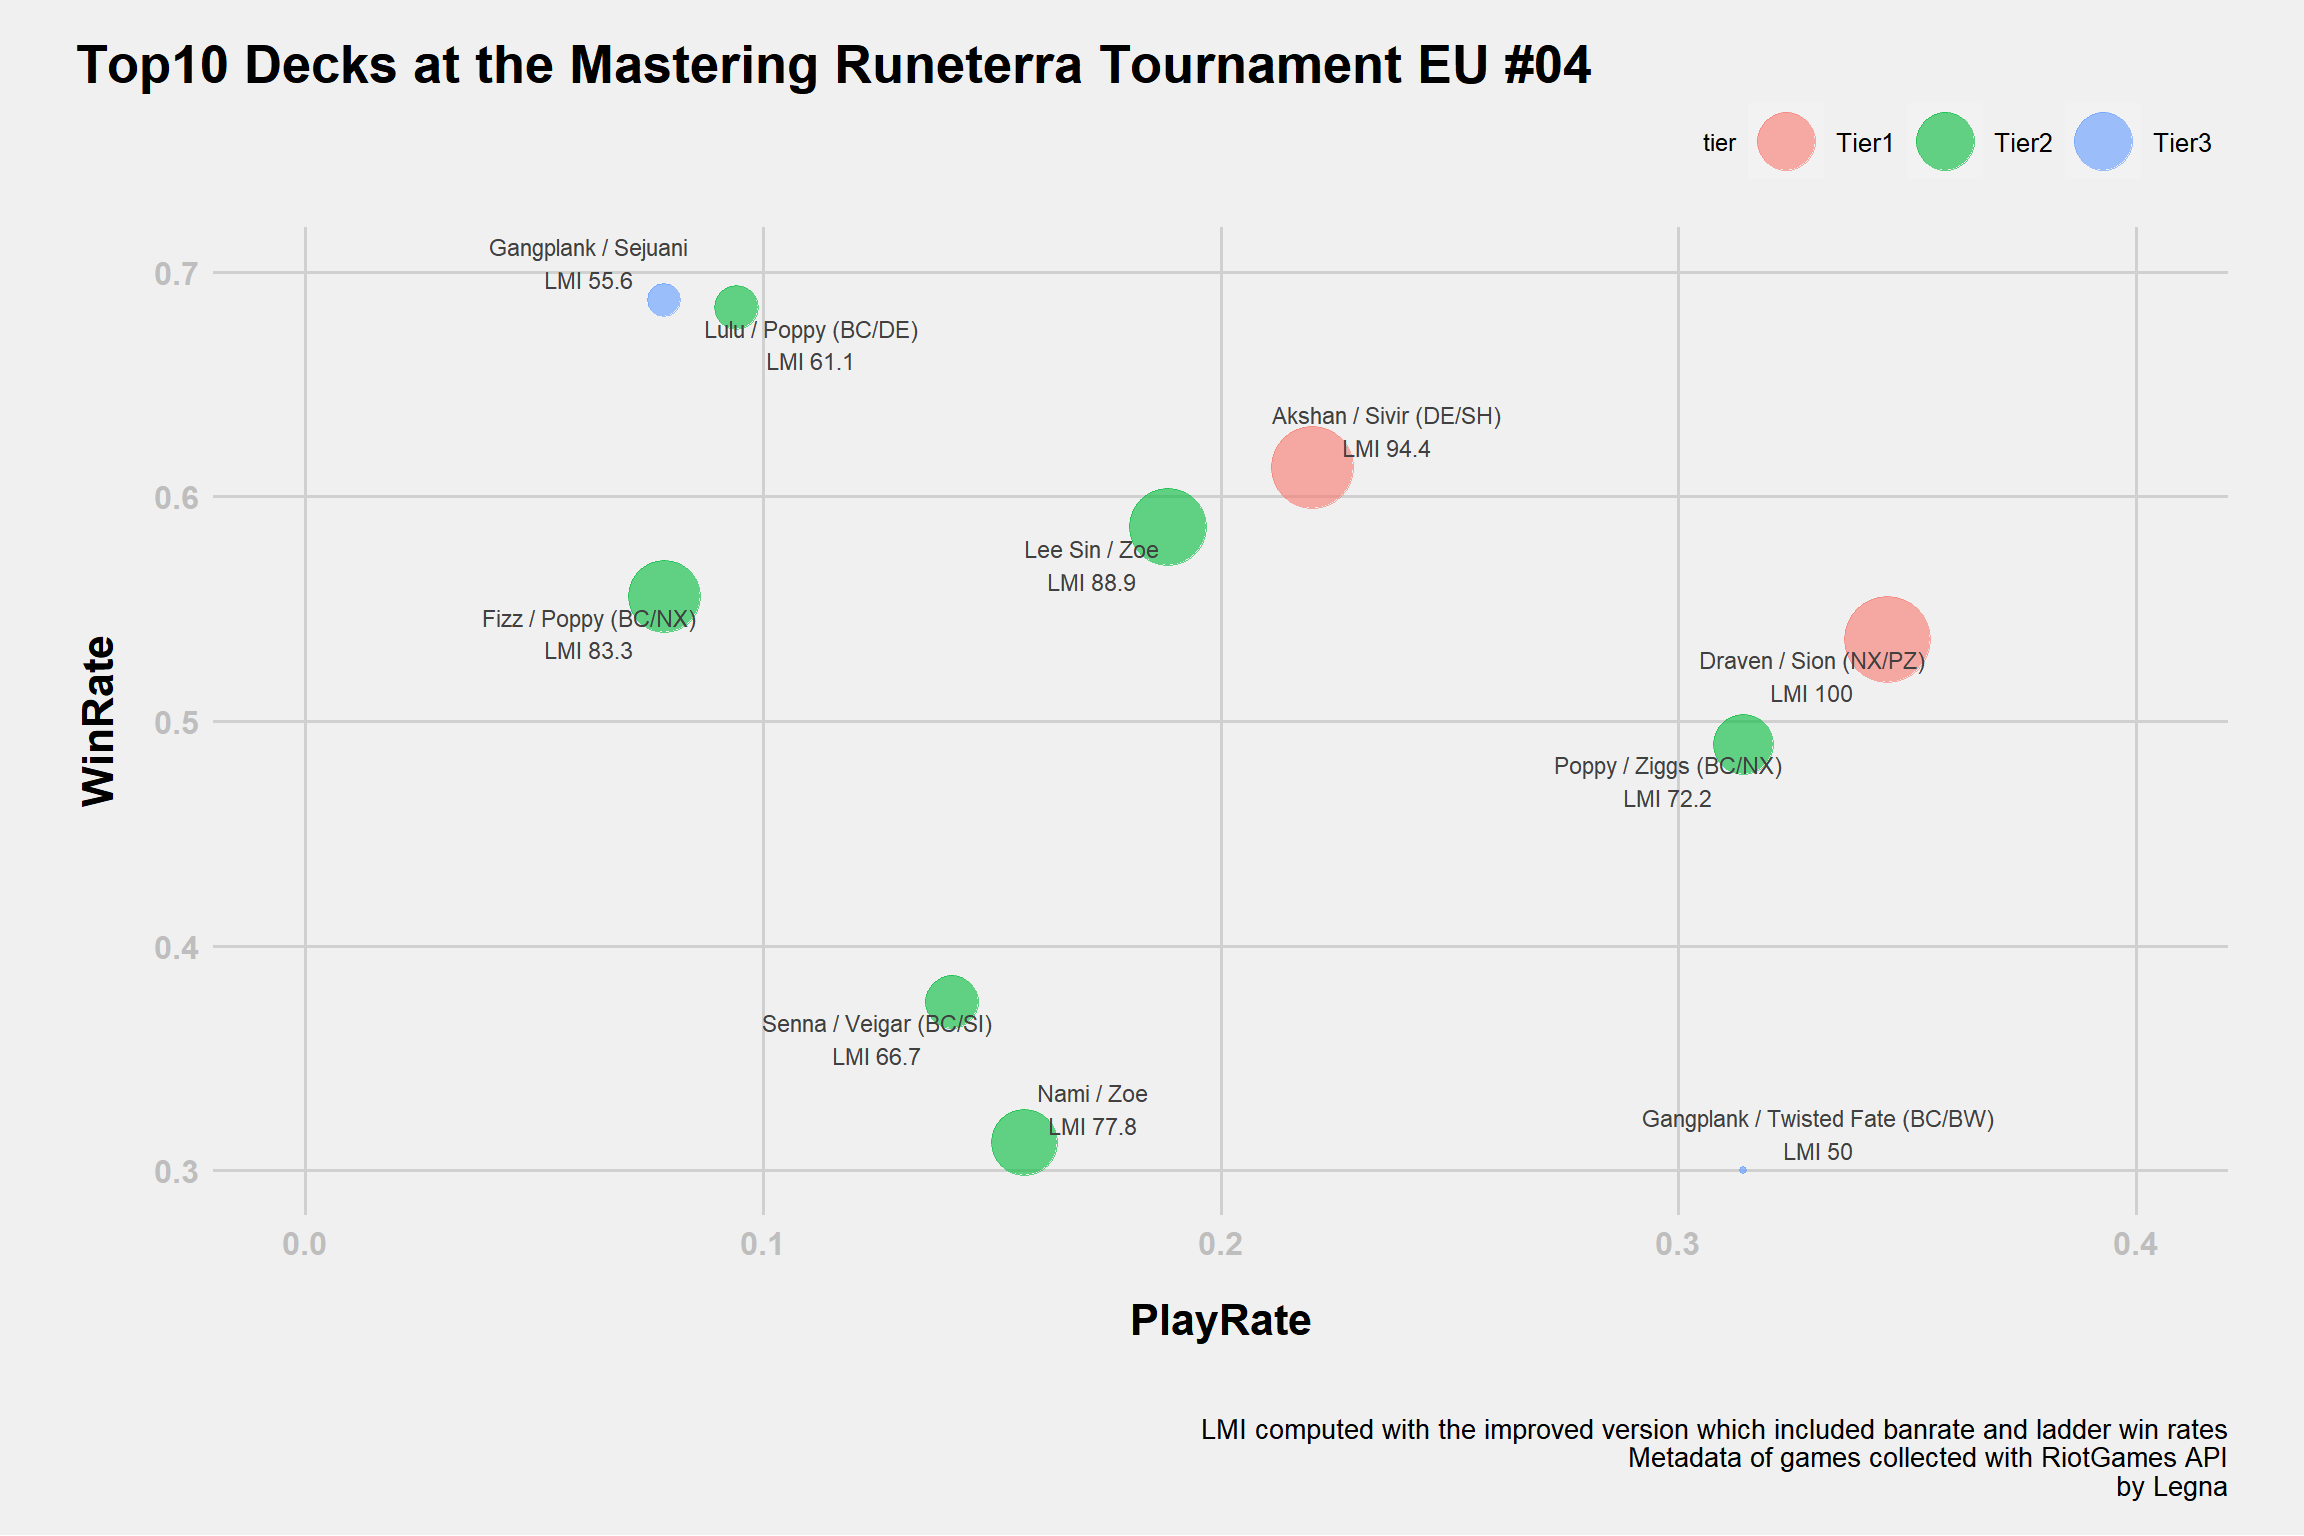 Top10 Decks at the Mastering Runeterra Tournament EU #04
tier Tier1 Tier2 Tier3
Gangplank / Sejuani
LMI 55.6
Lulu / Poppy (BC/DE)
LMI 61.1
Akshan / Sivir (DE/SH)
LMI 94.4
Lee Sin / Zoe
LMI 88.9
Fizz / Poppy (BC/NX)
LMI 83.3
Draven / Sion (NX/PZ)
LMI 100
Poppy / Ziggs (BC/NX)
LMI 72.2
Senna / Veigar (BC/SI)
LMI 66.7
Nami / Zoe
LMI 77.8
Gangplank / Twisted Fate (BC/BW)
LMI 50
WinRate
0.7
0.6
0.5
0.4
0.3
0.0 0.1 0.2 0.3 0.4
PlayRate
LMI computed with the improved version which included banrate and ladder win rates
Metadata of games collected with RiotGames API
by Legna